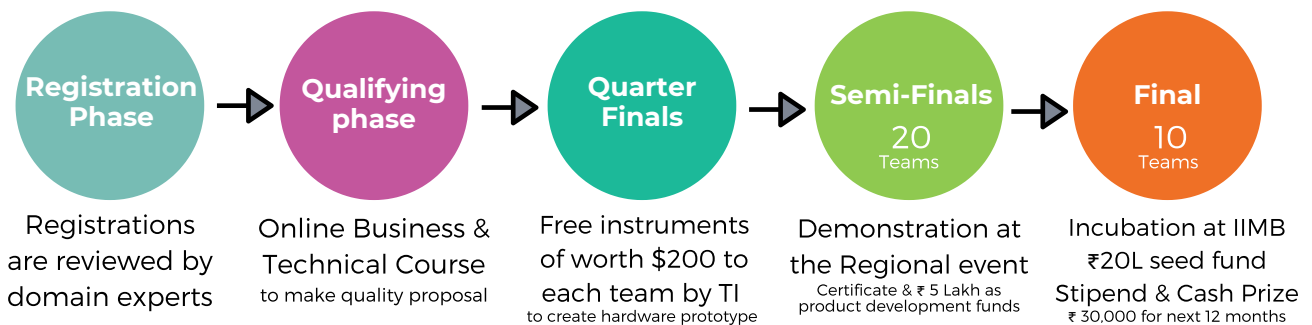 Registration
Phase
Registrations
are reviewed by
domain experts
Qualifying
phase
Online Business &
Technical Course
to make quality proposal
Quarter
Finals
Free instruments
of worth $200 to
each team by TI
to create hardware prototype
Semi-Finals
20
Teams
Demonstration at
the Regional event
Certificate & ₹ 5 Lakh as
product development funds
Final
10
Teams
Incubation at IIMB
₹20L seed fund
Stipend & Cash Prize
₹ 30,000 for next 12 months